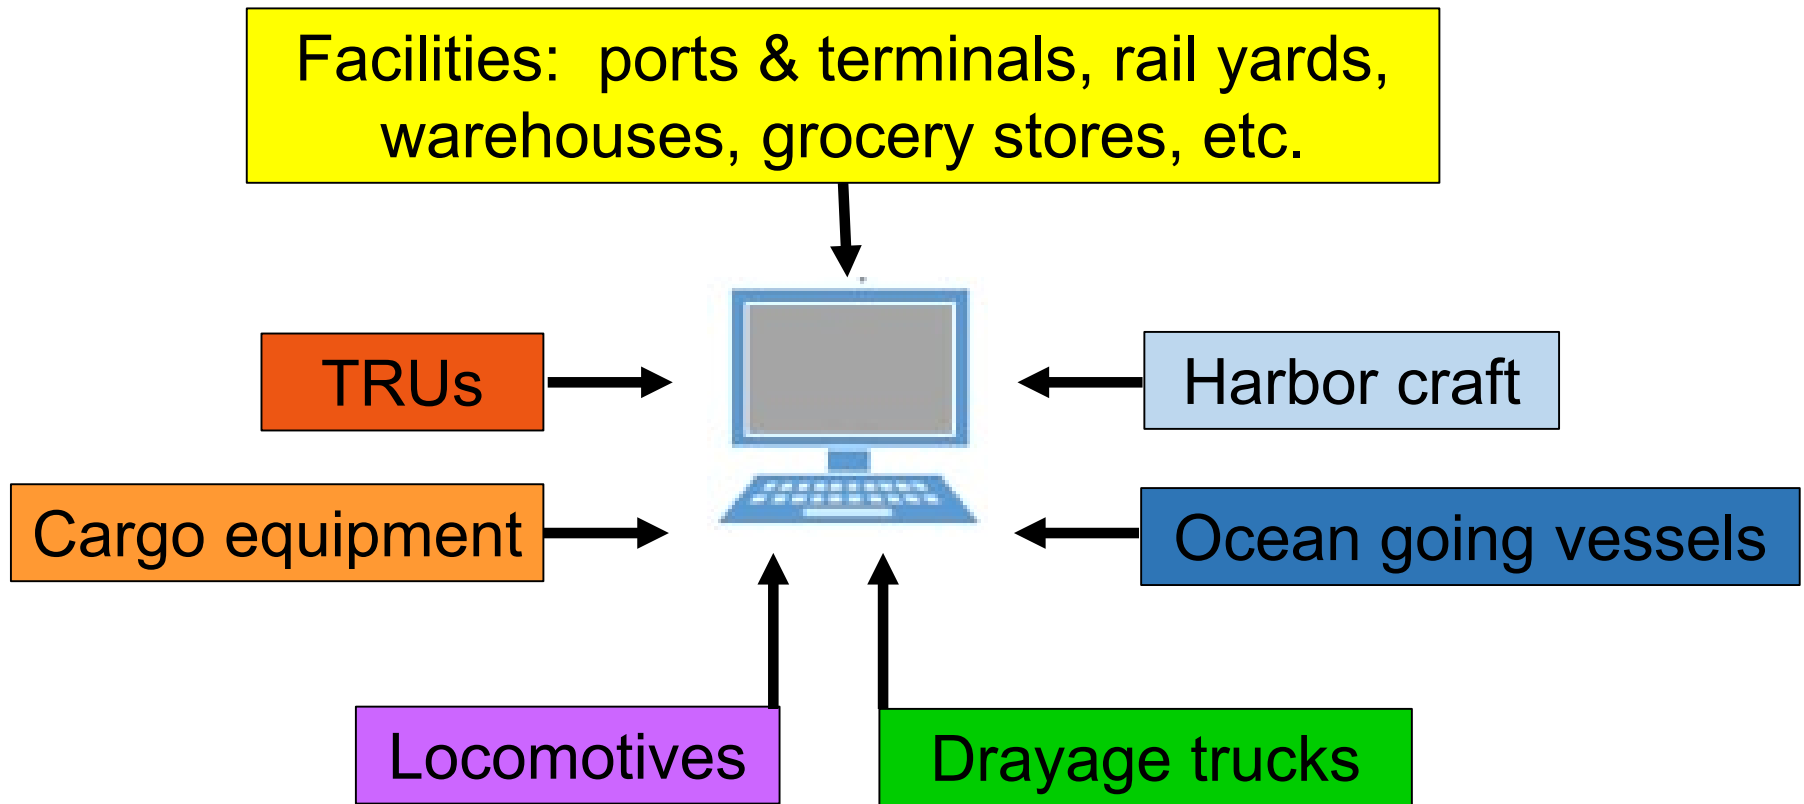 Facilities:  ports & terminals, rail yards,
warehouses, grocery stores, etc.
TRUs
Harbor craft
Cargo equipment
Ocean going vessels
Locomotives
Drayage trucks